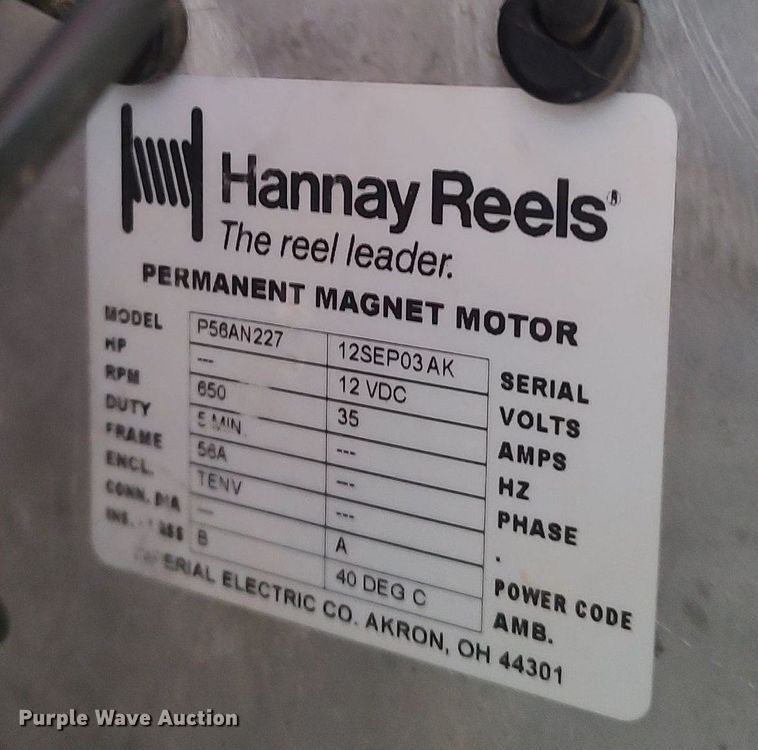 Hannay Reels®
The reel leader.
PERMANENT MAGNET MOTOR
MODEL P56AN227 12SEP03AK SERIAL
HP --- 12 VDC VOLTS
RPM 650 35 AMPS
DUTY 5 MIN --- HZ
FRAME 56A --- PHASE
ENCL. TENV --- .
CONN. DIA --- A POWER CODE
INS. B 40 DEG C AMB.
ELECTRIC CO. AKRON, OH 44301
Purple Wave Auction